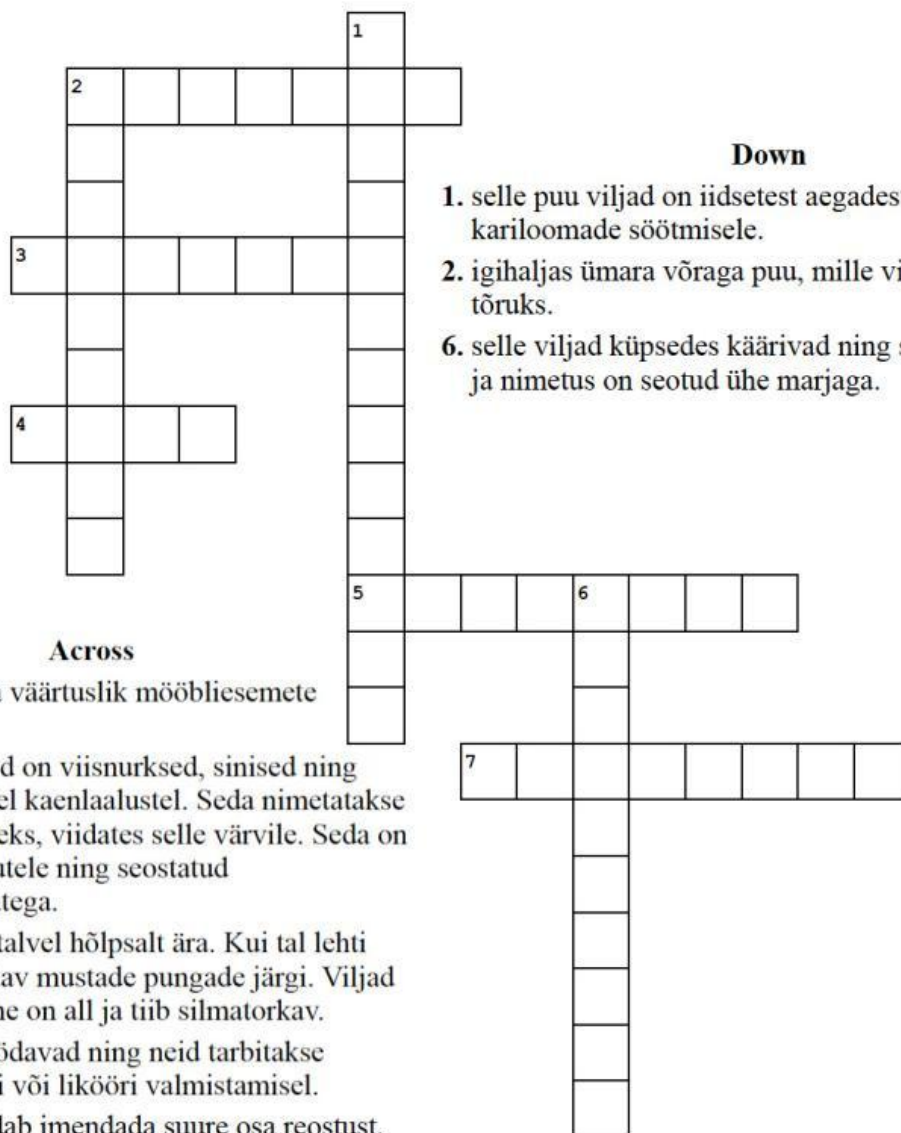 1
2
3
4
5
6
7
Down
1. selle puu viljad on iidsetest aegades
kariloomade söötmisele.
2. igihaljas ümara võraga puu, mille vi
tõruks.
6. selle viljad küpsedes käärivad ning s
ja nimetus on seotud ühe marjaga.
Across
väärtuslik mööbliesemete
d on viisnurksed, sinised ning
el kaenlaalustel. Seda nimetatakse
eks, viidates selle värvile. Seda on
utele ning seostatud
tega.
talvel hõlpsalt ära. Kui tal lehti
av mustade pungade järgi. Viljad
ne on all ja tiib silmatorkav.
ödavad ning neid tarbitakse
i või likööri valmistamisel.
lab imendada suure osa reostust.